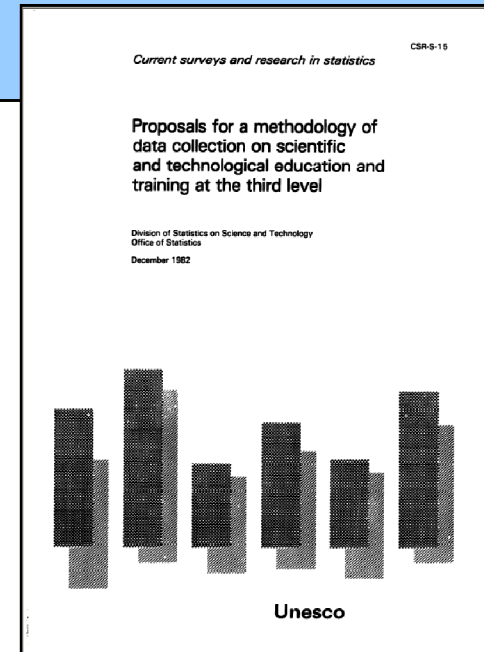 CSR-S-15
Current surveys and research in statistics
Proposals for a methodology of
data collection on scientific
and technological education and
training at the third level
Division of Statistics on Science and Technology
Office of Statistics
December 1982
Unesco